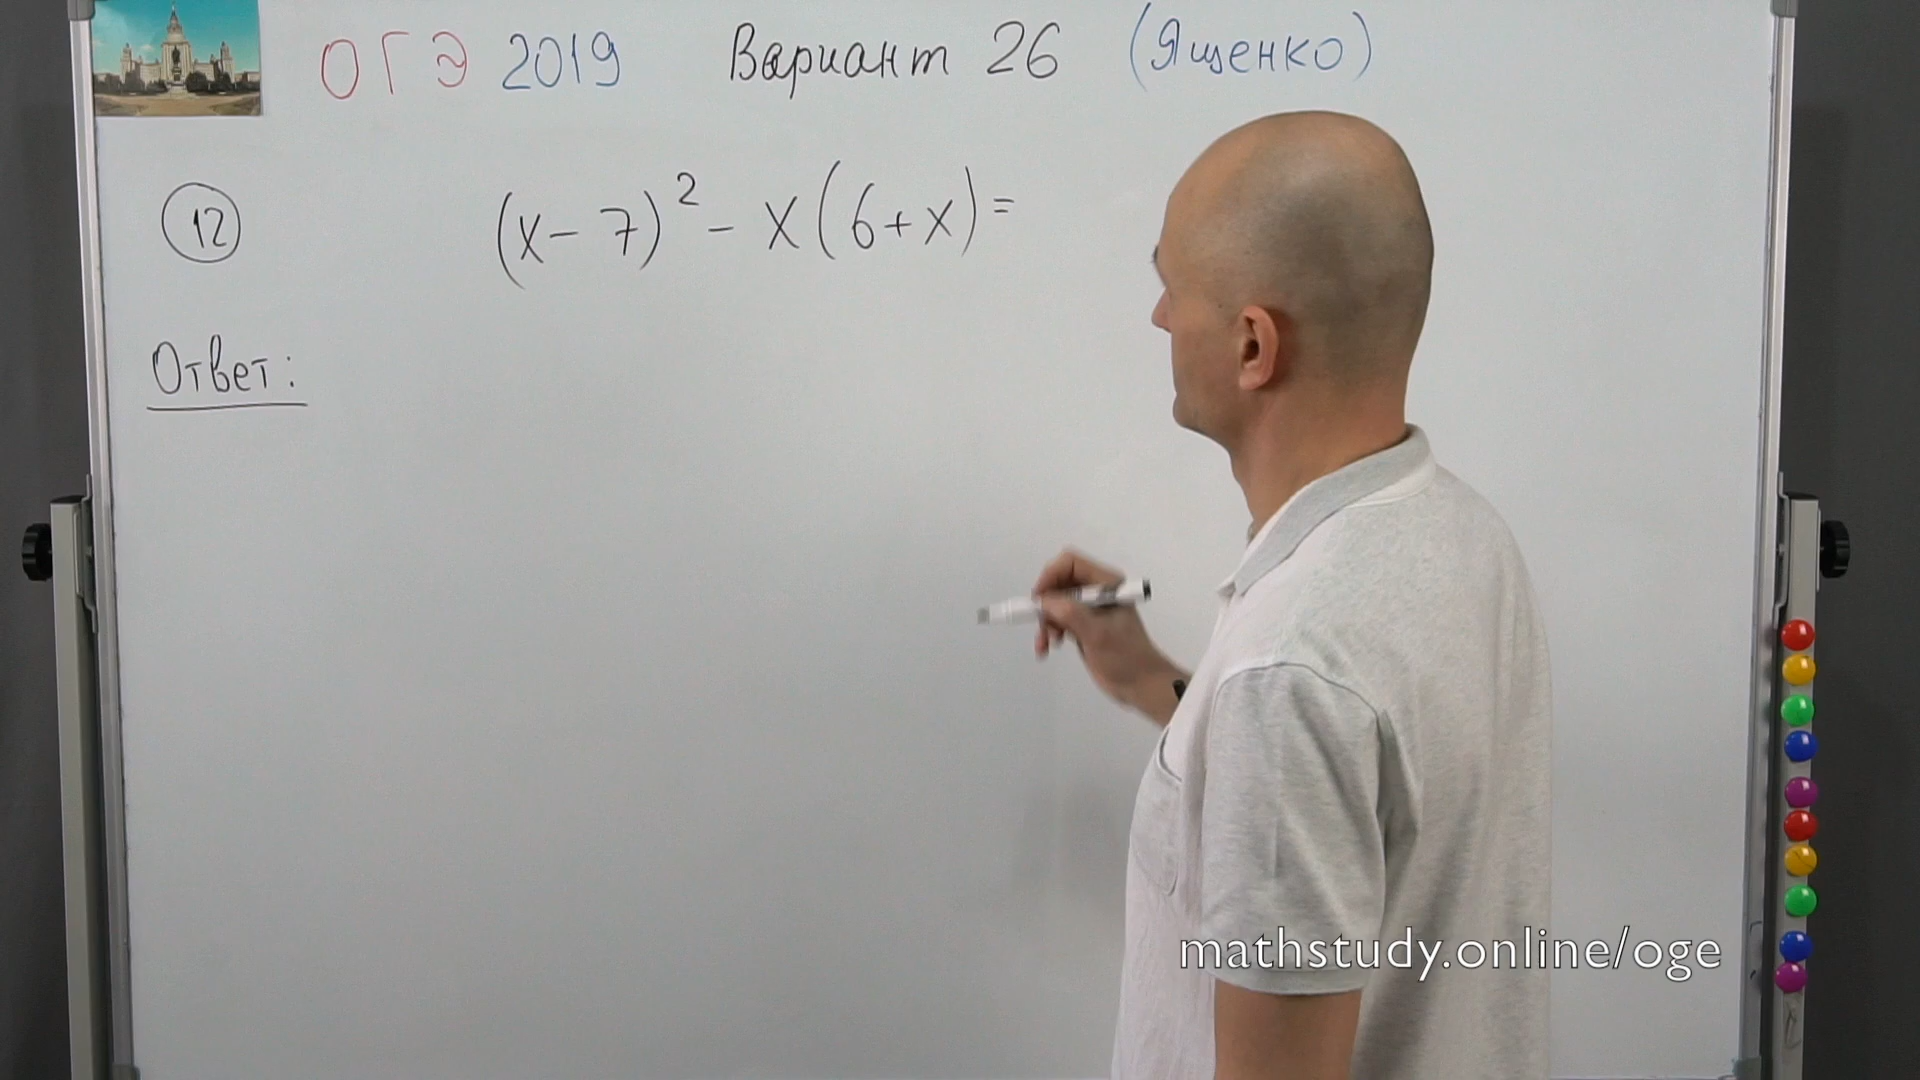 ОГЭ 2019 Вариант 26 (Ященко)
12 (x-7)² - x(6+x)=
Ответ:
mathstudy.online/oge